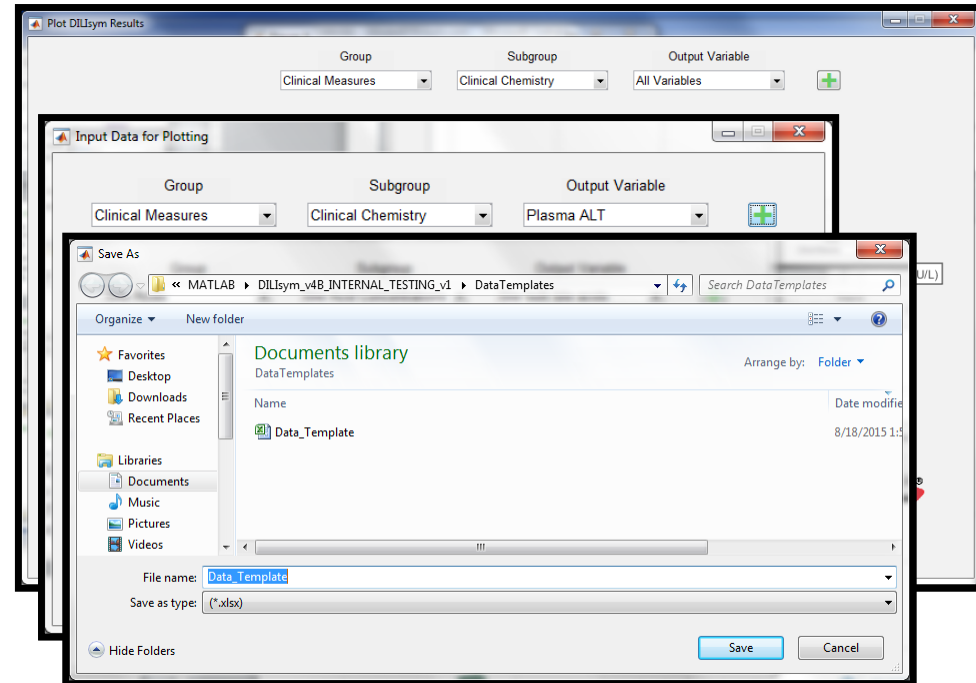 Plot DILIsym Results
Group Subgroup Output Variable
Clinical Measures Clinical Chemistry All Variables
Input Data for Plotting
Group Subgroup Output Variable
Clinical Measures Clinical Chemistry Plasma ALT
Save As
U/L)
« MATLAB DILIsym_v4B_INTERNAL_TESTING_v1 DataTemplates Search DataTemplates
Organize New folder
Favorites
Desktop
Downloads
Recent Places
Libraries
Documents
Music
Pictures
Videos
Documents library
DataTemplates
Arrange by: Folder
Name Date modifie
Data_Template 8/18/2015 1:5
File name: Data_Template
Save as type: (*.xlsx)
Hide Folders Save Cancel